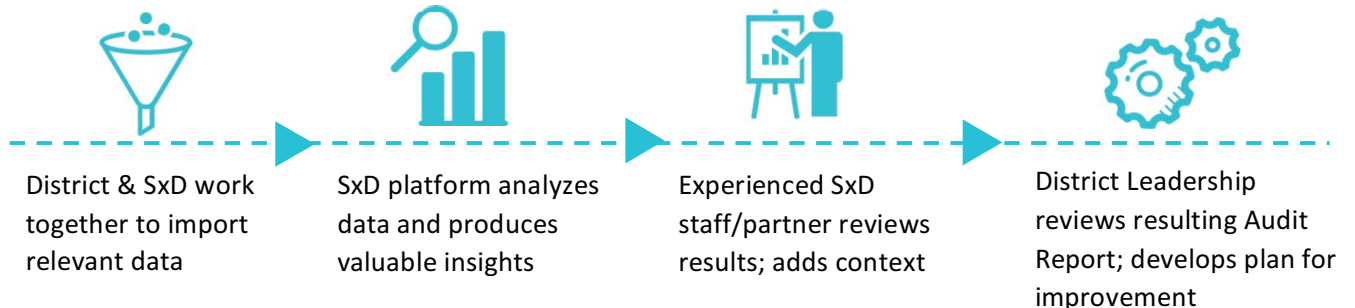 District & SxD work
together to import
relevant data
SxD platform analyzes
data and produces
valuable insights
Experienced SxD
staff/partner reviews
results; adds context
District Leadership
reviews resulting Audit
Report; develops plan for
improvement